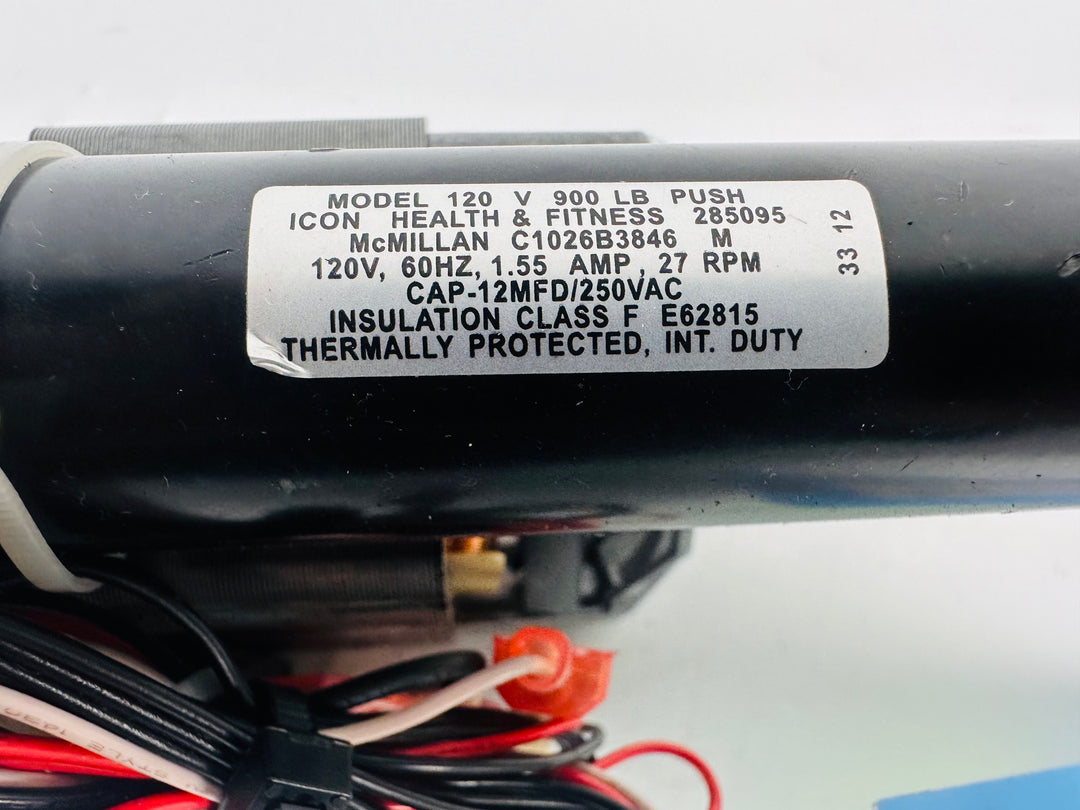 MODEL 120 V 900 LB PUSH
ICON HEALTH & FITNESS 285095
McMILLAN C1026B3846 M
120V, 60HZ, 1.55 AMP, 27 RPM
CAP-12MFD/250VAC
INSULATION CLASS F E62815
THERMALLY PROTECTED, INT. DUTY
33 12
STYLE